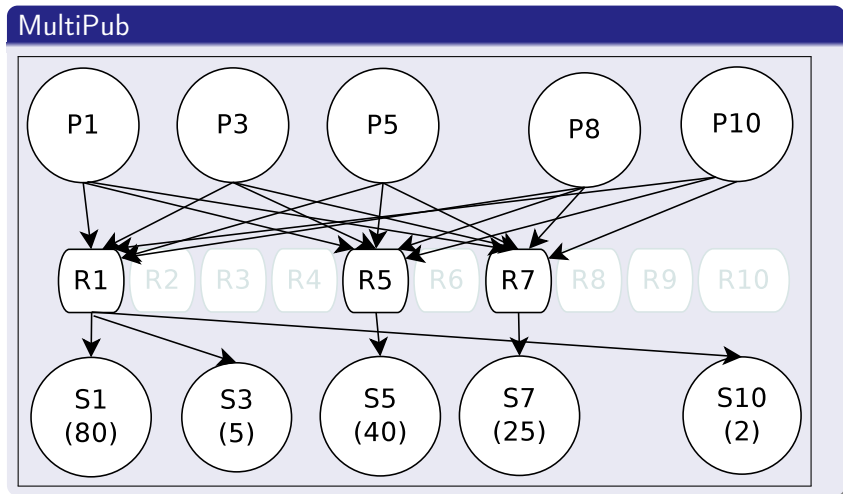 MultiPub
P1 P3 P5 P8 P10
R1 R2 R3 R4 R5 R6 R7 R8 R9 R10
S1 S3 S5 S7 S10
(80) (5) (40) (25) (2)